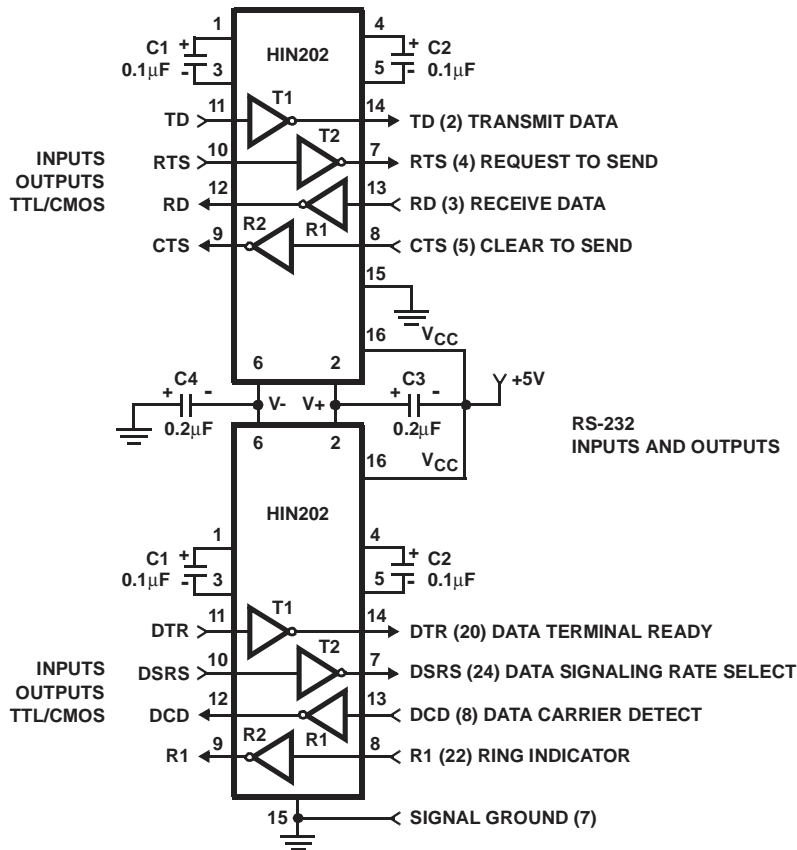 1 4
C1 + HIN202 + C2
0.1μF - 3 5 - 0.1μF
T1
11 14
TD TD (2) TRANSMIT DATA
T2
INPUTS
OUTPUTS
TTL/CMOS
10 7
RTS RTS (4) REQUEST TO SEND
12 13
RD RD (3) RECEIVE DATA
R2 R1
9 8
CTS CTS (5) CLEAR TO SEND
15
16 VCC
6 2
C4 C3
+ - V- V+ + - +5V
0.2μF 0.2μF
RS-232
INPUTS AND OUTPUTS
6 2
16 VCC
HIN202
1 4
C1 + + C2
0.1μF - 3 5 - 0.1μF
T1
11 14
DTR DTR (20) DATA TERMINAL READY
T2
INPUTS
OUTPUTS
TTL/CMOS
10 7
DSRS DSRS (24) DATA SIGNALING RATE SELECT
12 13
DCD DCD (8) DATA CARRIER DETECT
R2 R1
9 8
R1 R1 (22) RING INDICATOR
15 SIGNAL GROUND (7)